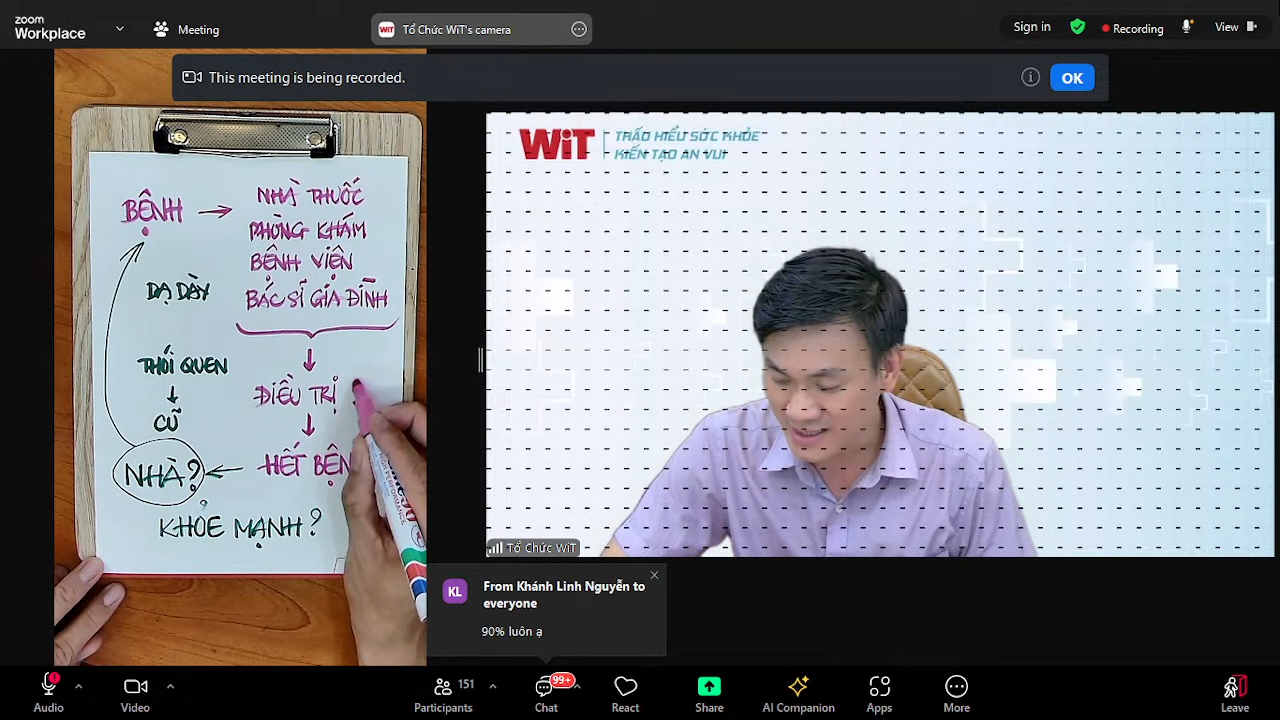 zoom
Workplace
Meeting
WiT Tổ Chức WiT's camera
Sign in
Recording
View
This meeting is being recorded.
OK
BỆNH → NHÀ THUỐC
PHÒNG KHÁM
BỆNH VIỆN
BÁC SĨ GIA ĐÌNH
DẠ DÀY
THÓI QUEN
↓
CŨ
↓
ĐIỀU TRỊ
↓
NHÀ? ← HẾT BỆN
KHỎE MẠNH?
WiT
THẤU HIỂU SỨC KHỎE
KIẾN TẠO AN VUI
Tổ Chức WiT
KL
From Khánh Linh Nguyễn to
everyone
90% luôn ạ
Audio
Video
Participants
151
Chat
99+
React
Share
AI Companion
Apps
More
Leave